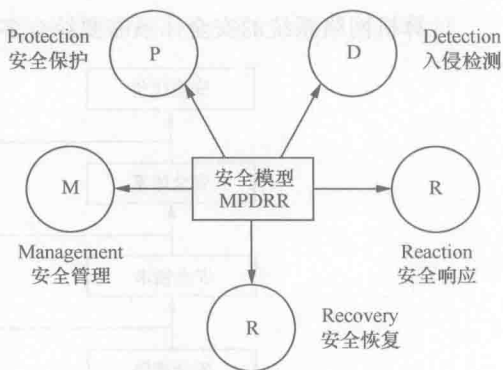 Protection
安全保护
P
D
Detection
入侵检测
M
安全模型
MPDRR
R
Management
安全管理
Reaction
安全响应
R
Recovery
安全恢复